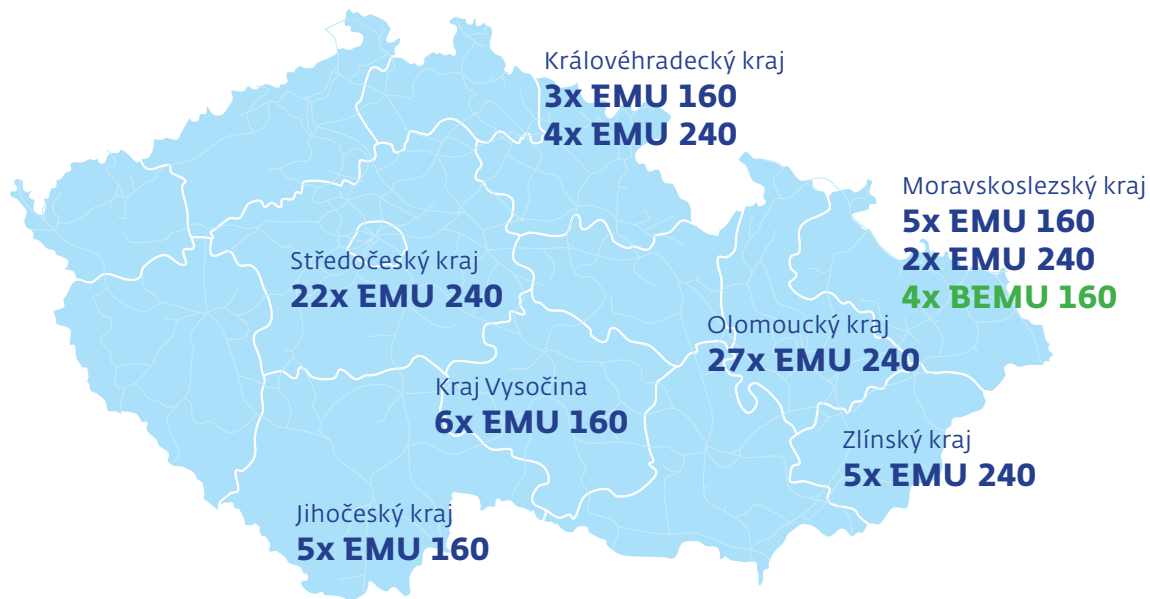 Královéhradecký kraj
3x EMU 160
4x EMU 240
Moravskoslezský kraj
5x EMU 160
2x EMU 240
4x BEMU 160
Středočeský kraj
22x EMU 240
Olomoucký kraj
27x EMU 240
Kraj Vysočina
6x EMU 160
Zlínský kraj
5x EMU 240
Jihočeský kraj
5x EMU 160